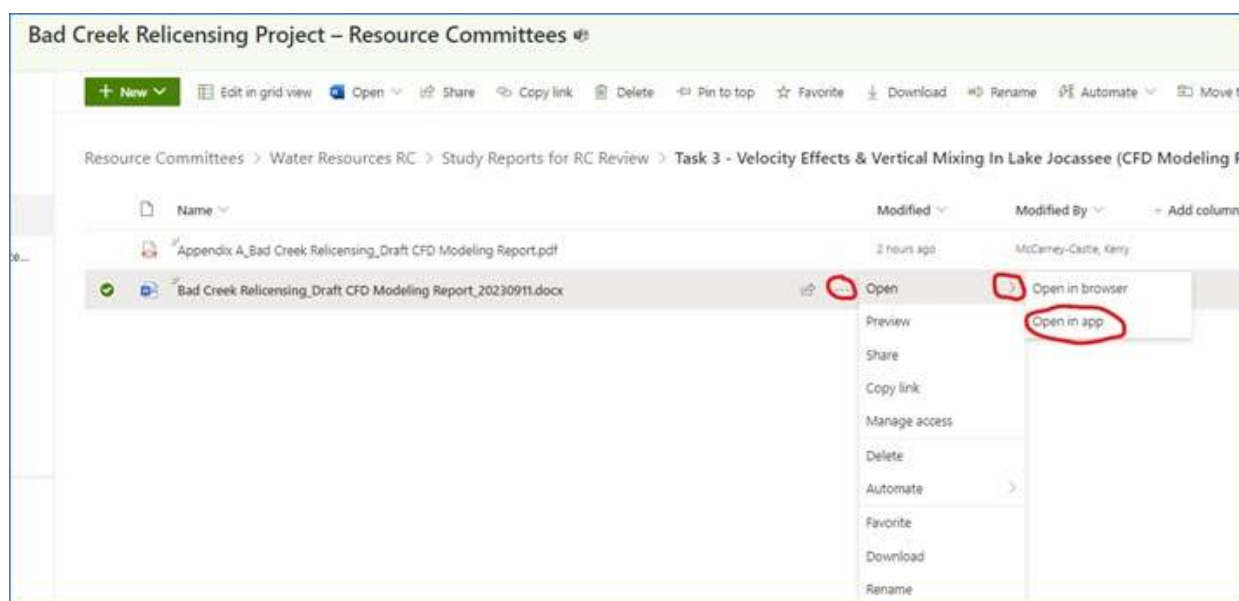 Bad Creek Relicensing Project – Resource Committees
+ New Edit in grid view Open Share Copy link Delete Pin to top Favorite Download Rename Automate Move
Resource Committees > Water Resources RC > Study Reports for RC Review > Task 3 - Velocity Effects & Vertical Mixing In Lake Jocassee (CFD Modeling
Name Modified Modified By + Add column
Appendix A_Bad Creek Relicensing_Draft CFD Modeling Report.pdf 2 hours ago McCarney-Castle, Kerry
Bad Creek Relicensing_Draft CFD Modeling Report_20230911.docx ... Open > Open in browser
Preview Open in app
Share
Copy link
Manage access
Delete
Automate >
Favorite
Download
Rename